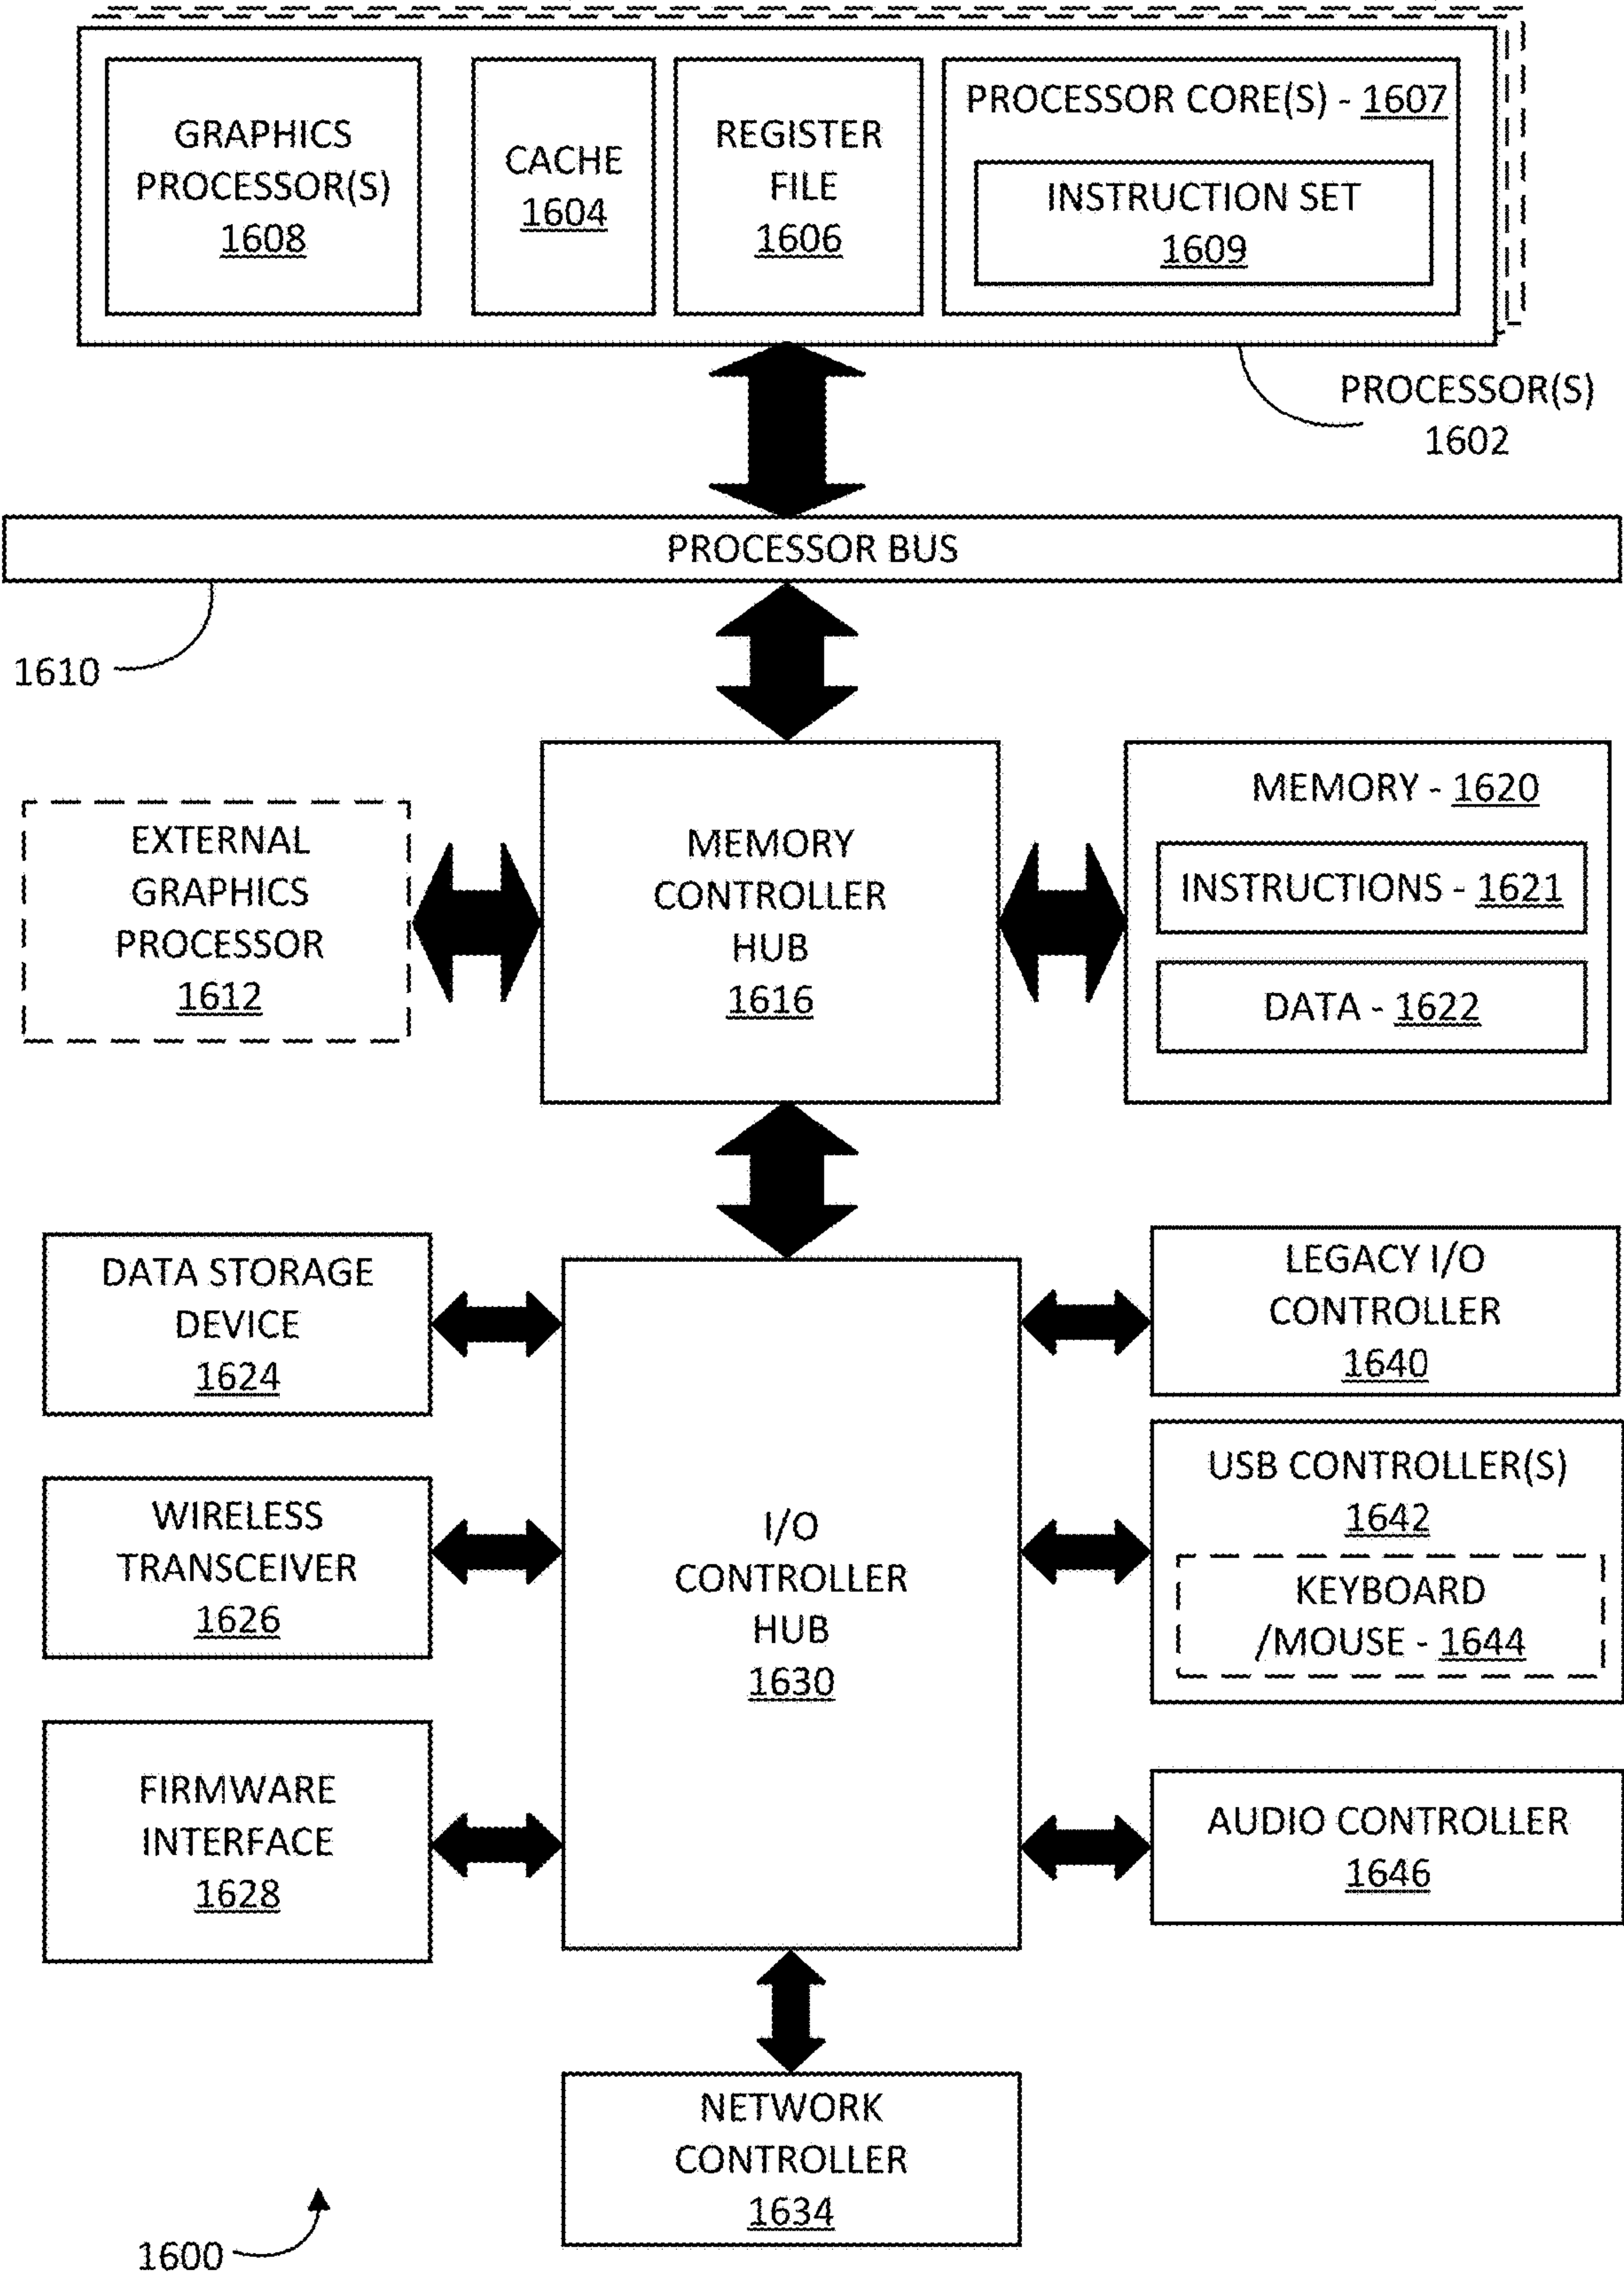 GRAPHICS
PROCESSOR(S)
1608
CACHE
1604
REGISTER
FILE
1606
PROCESSOR CORE(S) - 1607
INSTRUCTION SET
1609
PROCESSOR(S)
1602
PROCESSOR BUS
1610
EXTERNAL
GRAPHICS
PROCESSOR
1612
MEMORY
CONTROLLER
HUB
1616
MEMORY - 1620
INSTRUCTIONS - 1621
DATA - 1622
DATA STORAGE
DEVICE
1624
LEGACY I/O
CONTROLLER
1640
WIRELESS
TRANSCEIVER
1626
I/O
CONTROLLER
HUB
1630
USB CONTROLLER(S)
1642
KEYBOARD
/MOUSE - 1644
FIRMWARE
INTERFACE
1628
AUDIO CONTROLLER
1646
NETWORK
CONTROLLER
1634
1600